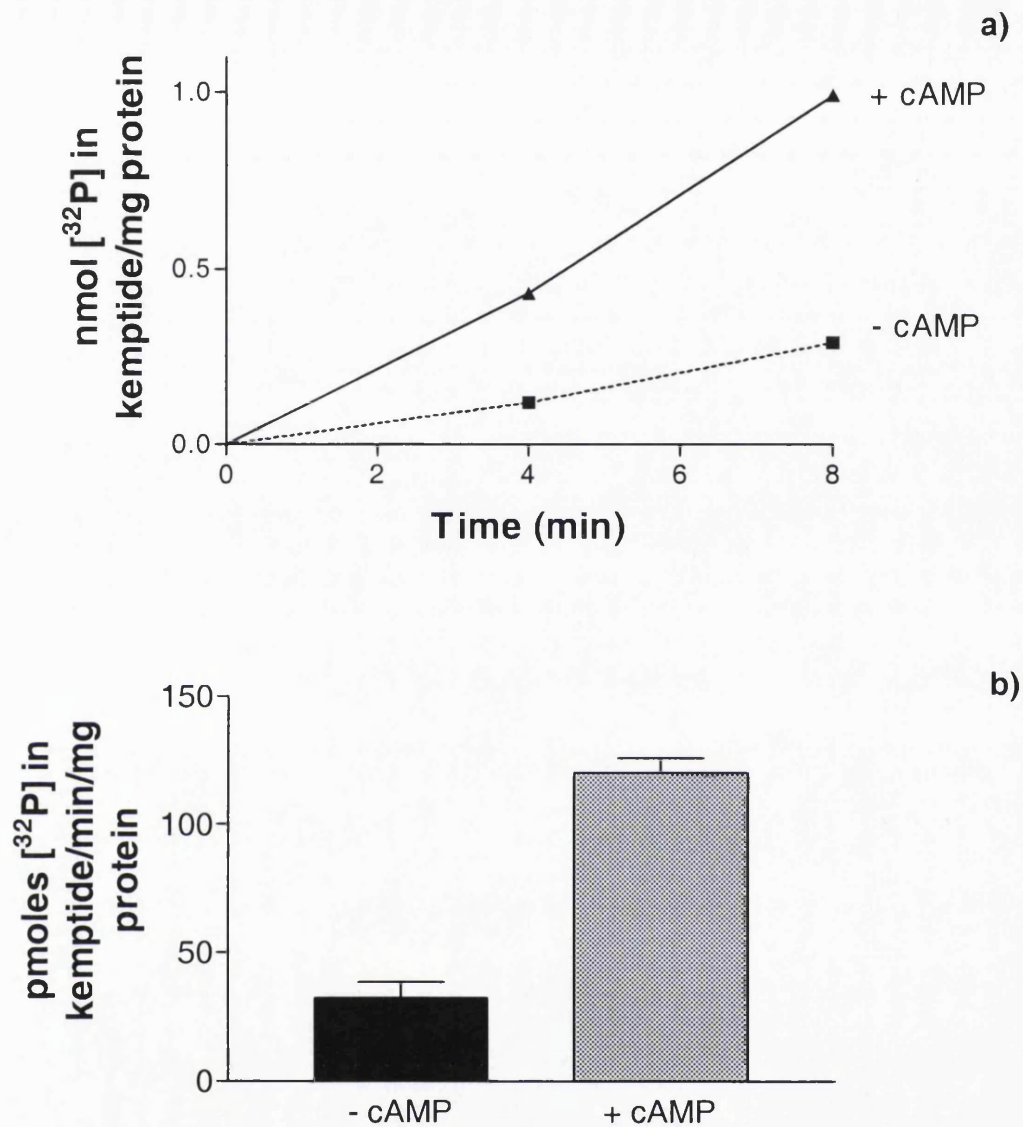 a)
nmol [³²P] in
kemptide/mg protein
1.0
0.5
0.0
+ cAMP
- cAMP
0 2 4 6 8
Time (min)
b)
pmoles [³²P] in
kemptide/min/mg
protein
150
100
50
0
- cAMP + cAMP